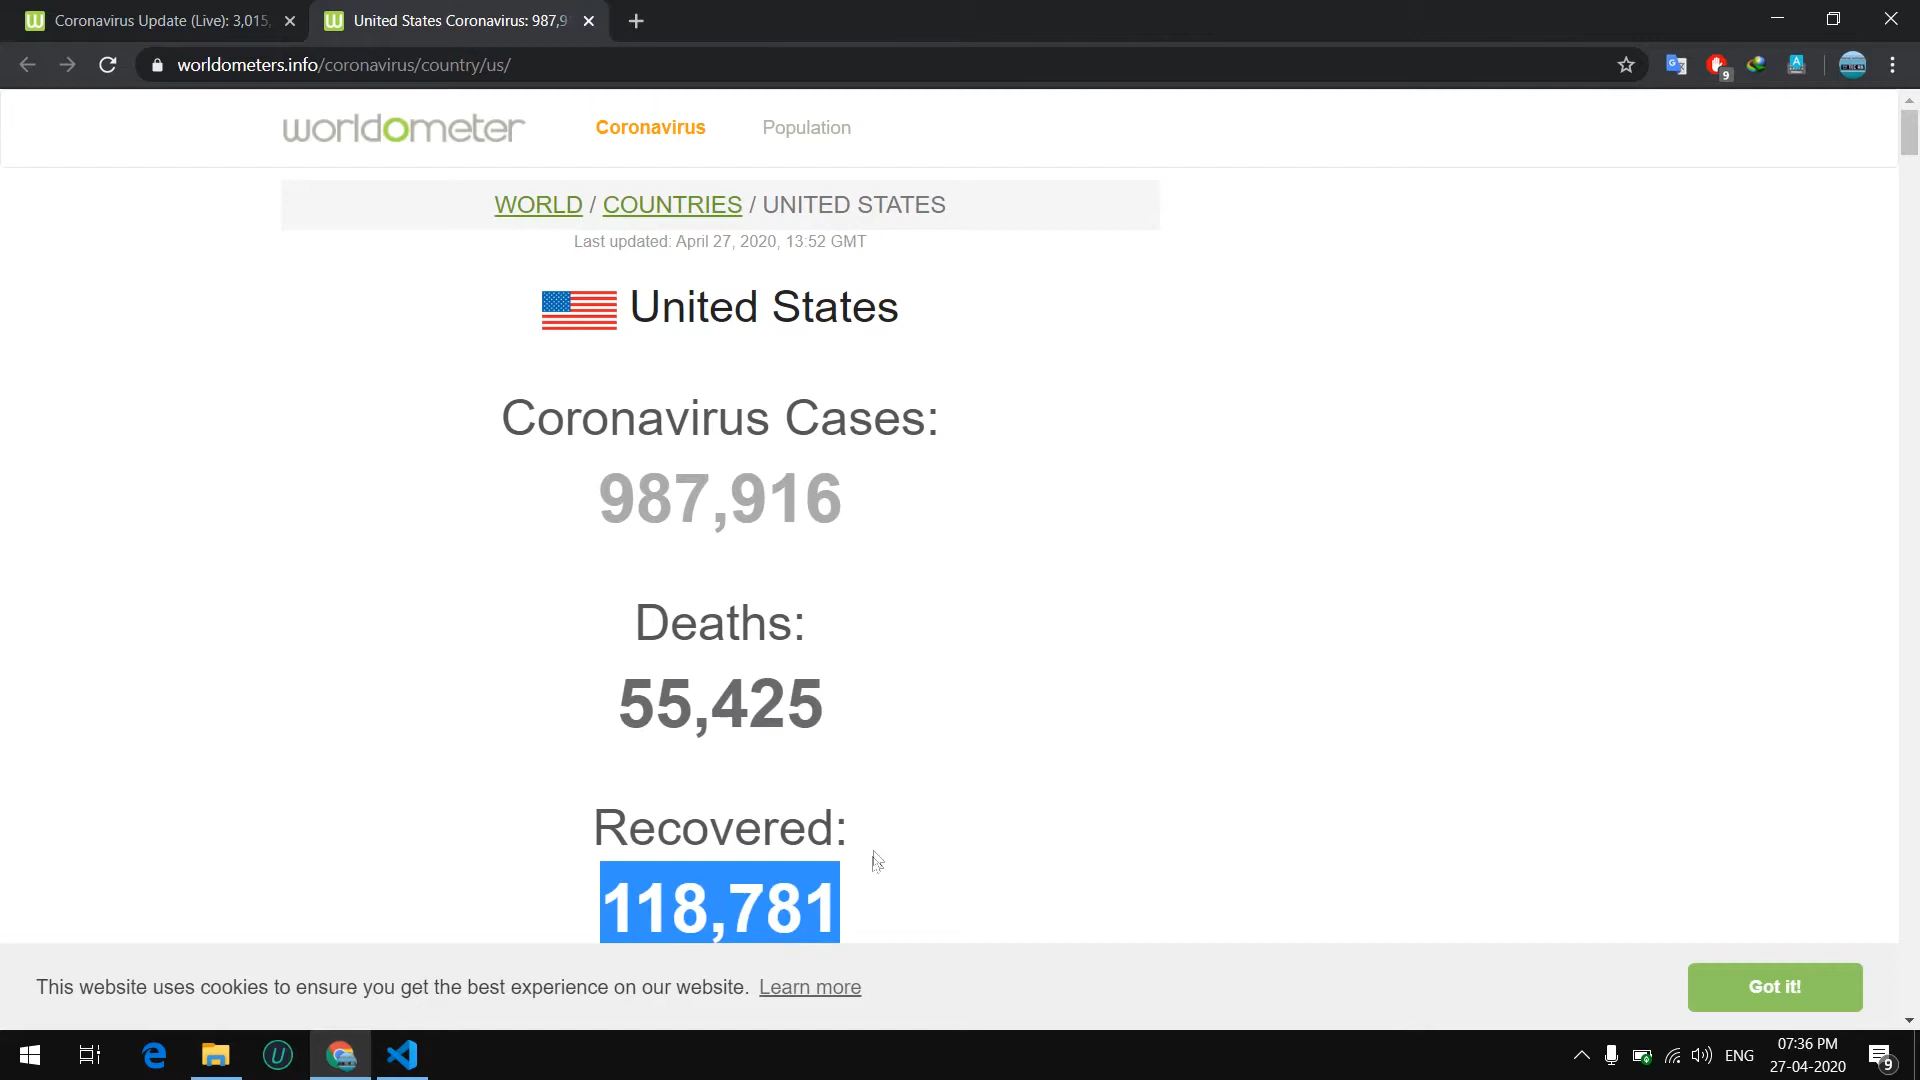 Coronavirus Update (Live): 3,015,
United States Coronavirus: 987,9
worldometers.info/coronavirus/country/us/
9
worldometer
Coronavirus
Population
WORLD / COUNTRIES / UNITED STATES
Last updated: April 27, 2020, 13:52 GMT
United States
Coronavirus Cases:
987,916
Deaths:
55,425
Recovered:
118,781
This website uses cookies to ensure you get the best experience on our website. Learn more
Got it!
ENG
07:36 PM
27-04-2020
9